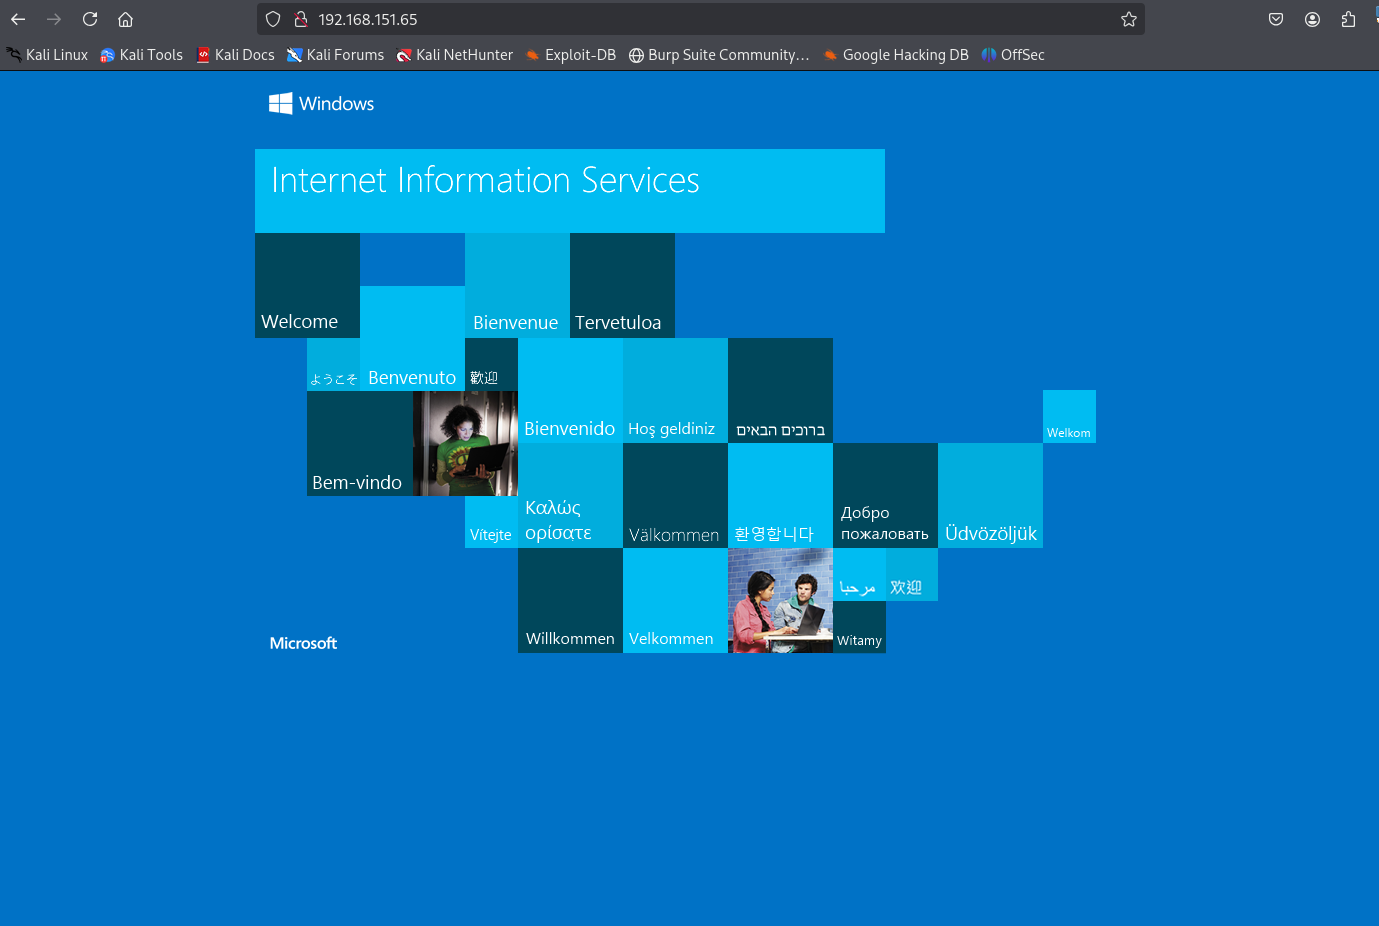 192.168.151.65
Kali Linux
Kali Tools
Kali Docs
Kali Forums
Kali NetHunter
Exploit-DB
Burp Suite Community...
Google Hacking DB
OffSec
Windows
Internet Information Services
Welcome
Bienvenue
Tervetuloa
ようこそ
Benvenuto
歡迎
Bienvenido
Hoş geldiniz
ברוכים הבאים
Welkom
Bem-vindo
Vítejte
Καλώς
ορίσατε
Välkommen
환영합니다
Добро
пожаловать
Üdvözöljük
Willkommen
Velkommen
مرحبا
欢迎
Witamy
Microsoft